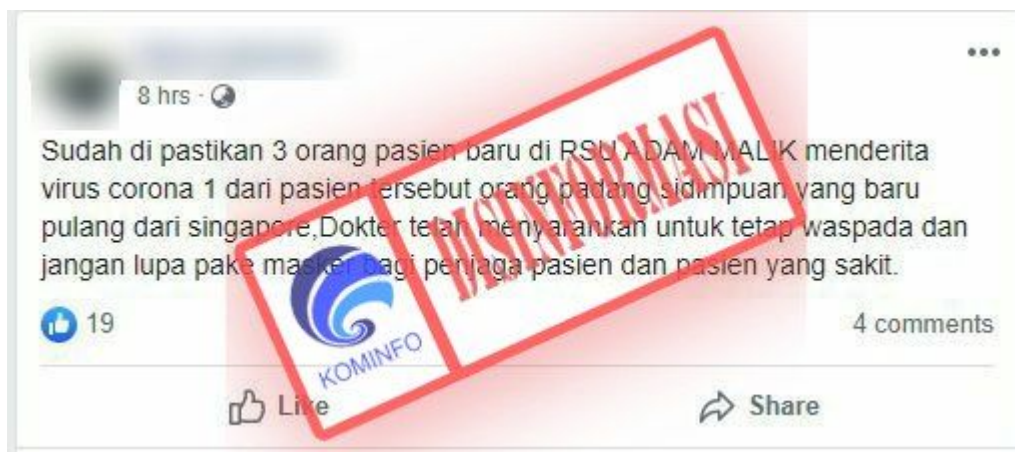 8 hrs
Sudah di pastikan 3 orang pasien baru di RSU ADAM MALIK menderita
virus corona 1 dari pasien tersebut orang padang sidimpuan yang baru
pulang dari singapore,Dokter telah menyarankan untuk tetap waspada dan
jangan lupa pake masker bagi penjaga pasien dan pasien yang sakit.
DISINFORMASI
KOMINFO
19
4 comments
Like
Share